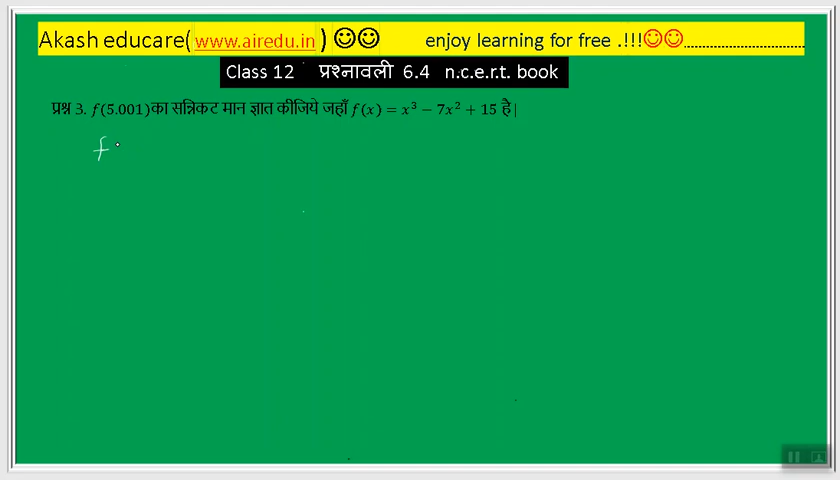 Akash educare( www.airedu.in ) ☺☺ enjoy learning for free .!!!☺☺................................
Class 12 प्रश्नावली 6.4 n.c.e.r.t. book
प्रश्न 3. f(5.001)का सन्निकट मान ज्ञात कीजिये जहाँ f(x) = x³ − 7x² + 15 है|
f